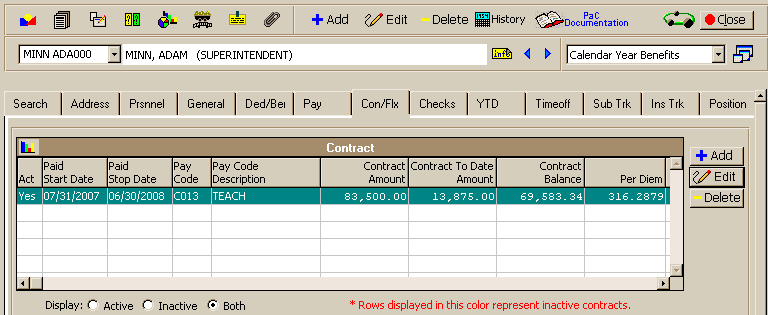 Add Edit Delete History PaC Documentation Close
MINN ADA000 MINN, ADAM (SUPERINTENDENT) Info Calendar Year Benefits
Search Address Prsnnel General Ded/Ben Pay Con/Flx Checks YTD Timeoff Sub Trk Ins Trk Position
Contract
Add
Edit
Delete
Paid Paid Pay Pay Code Contract Contract To Date Contract
Act Start Date Stop Date Code Description Amount Amount Balance Per Diem
Yes 07/31/2007 06/30/2008 C013 TEACH 83,500.00 13,875.00 69,583.34 316.2879
Display: Active Inactive Both * Rows displayed in this color represent inactive contracts.